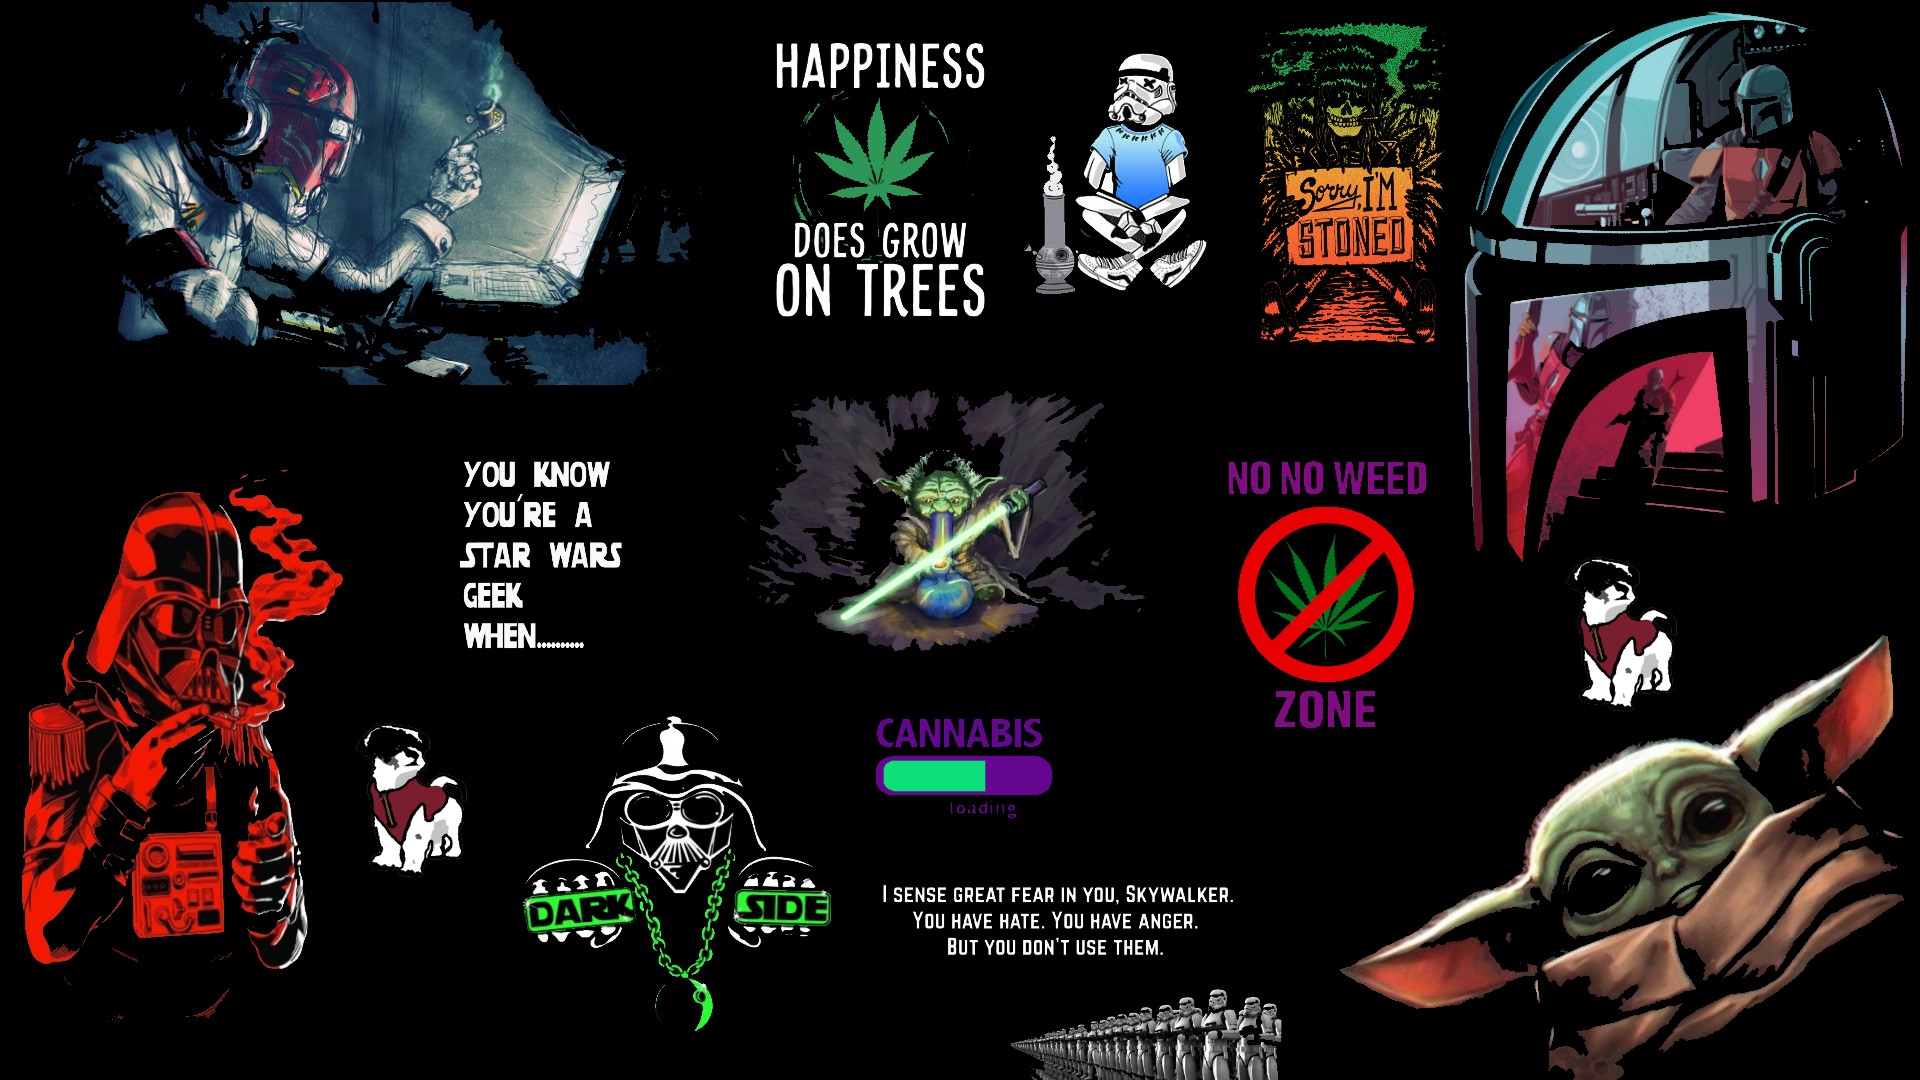 HAPPINESS
DOES GROW
ON TREES
Sorry, I'M
STONED
YOU KNOW
YOU'RE A
STAR WARS
GEEK
WHEN..........
NO NO WEED
ZONE
CANNABIS
loading
DARK SIDE
I SENSE GREAT FEAR IN YOU, SKYWALKER.
YOU HAVE HATE. YOU HAVE ANGER.
BUT YOU DON'T USE THEM.